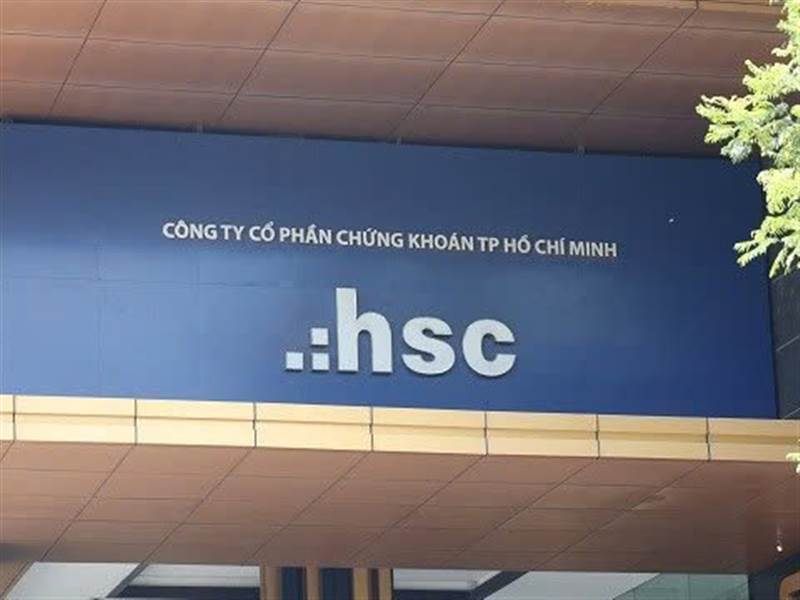 CÔNG TY CỔ PHẦN CHỨNG KHOÁN TP HỒ CHÍ MINH
.:hsc